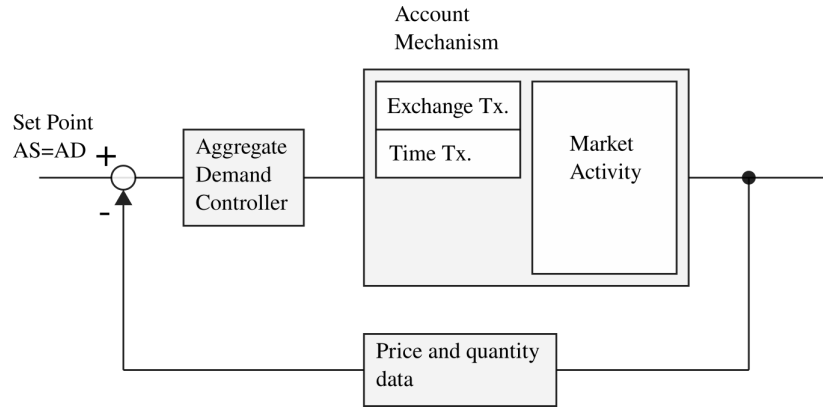 Account
Mechanism
Exchange Tx.
Time Tx.
Market
Activity
Set Point
AS=AD
+
-
Aggregate
Demand
Controller
Price and quantity
data